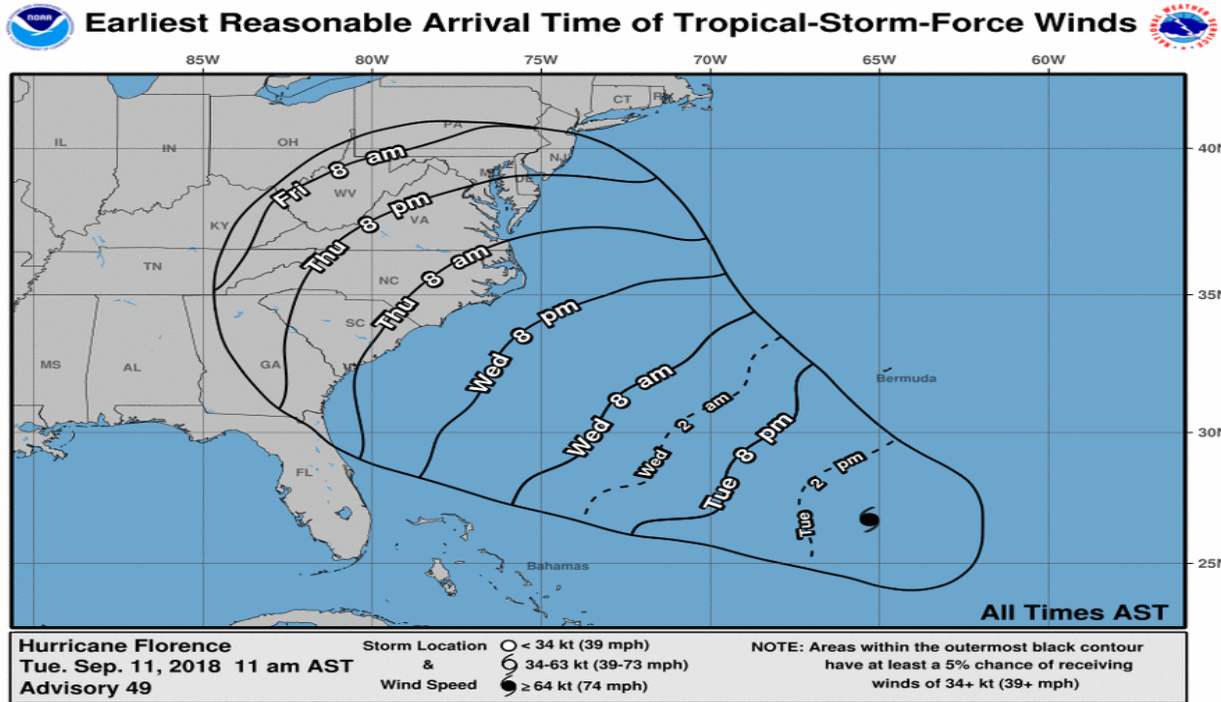 NOAA
Earliest Reasonable Arrival Time of Tropical-Storm-Force Winds
NATIONAL WEATHER SERVICE
85W 80W 75W 70W 65W 60W
CT
PA
40N
IL IN OH
NJ
Fri 8 am
WV
Thu 8 pm
KY VA
Thu 8 am
TN NC
35N
Wed 8 pm
SC
MS AL GA
Wed 8 am
Bermuda
Wed 2 am
30N
Tue 8 pm
FL
Tue 2 pm
Bahamas
25N
All Times AST
Hurricane Florence
Tue. Sep. 11, 2018 11 am AST
Advisory 49
Storm Location
&
Wind Speed
< 34 kt (39 mph)
34-63 kt (39-73 mph)
≥ 64 kt (74 mph)
NOTE: Areas within the outermost black contour
have at least a 5% chance of receiving
winds of 34+ kt (39+ mph)